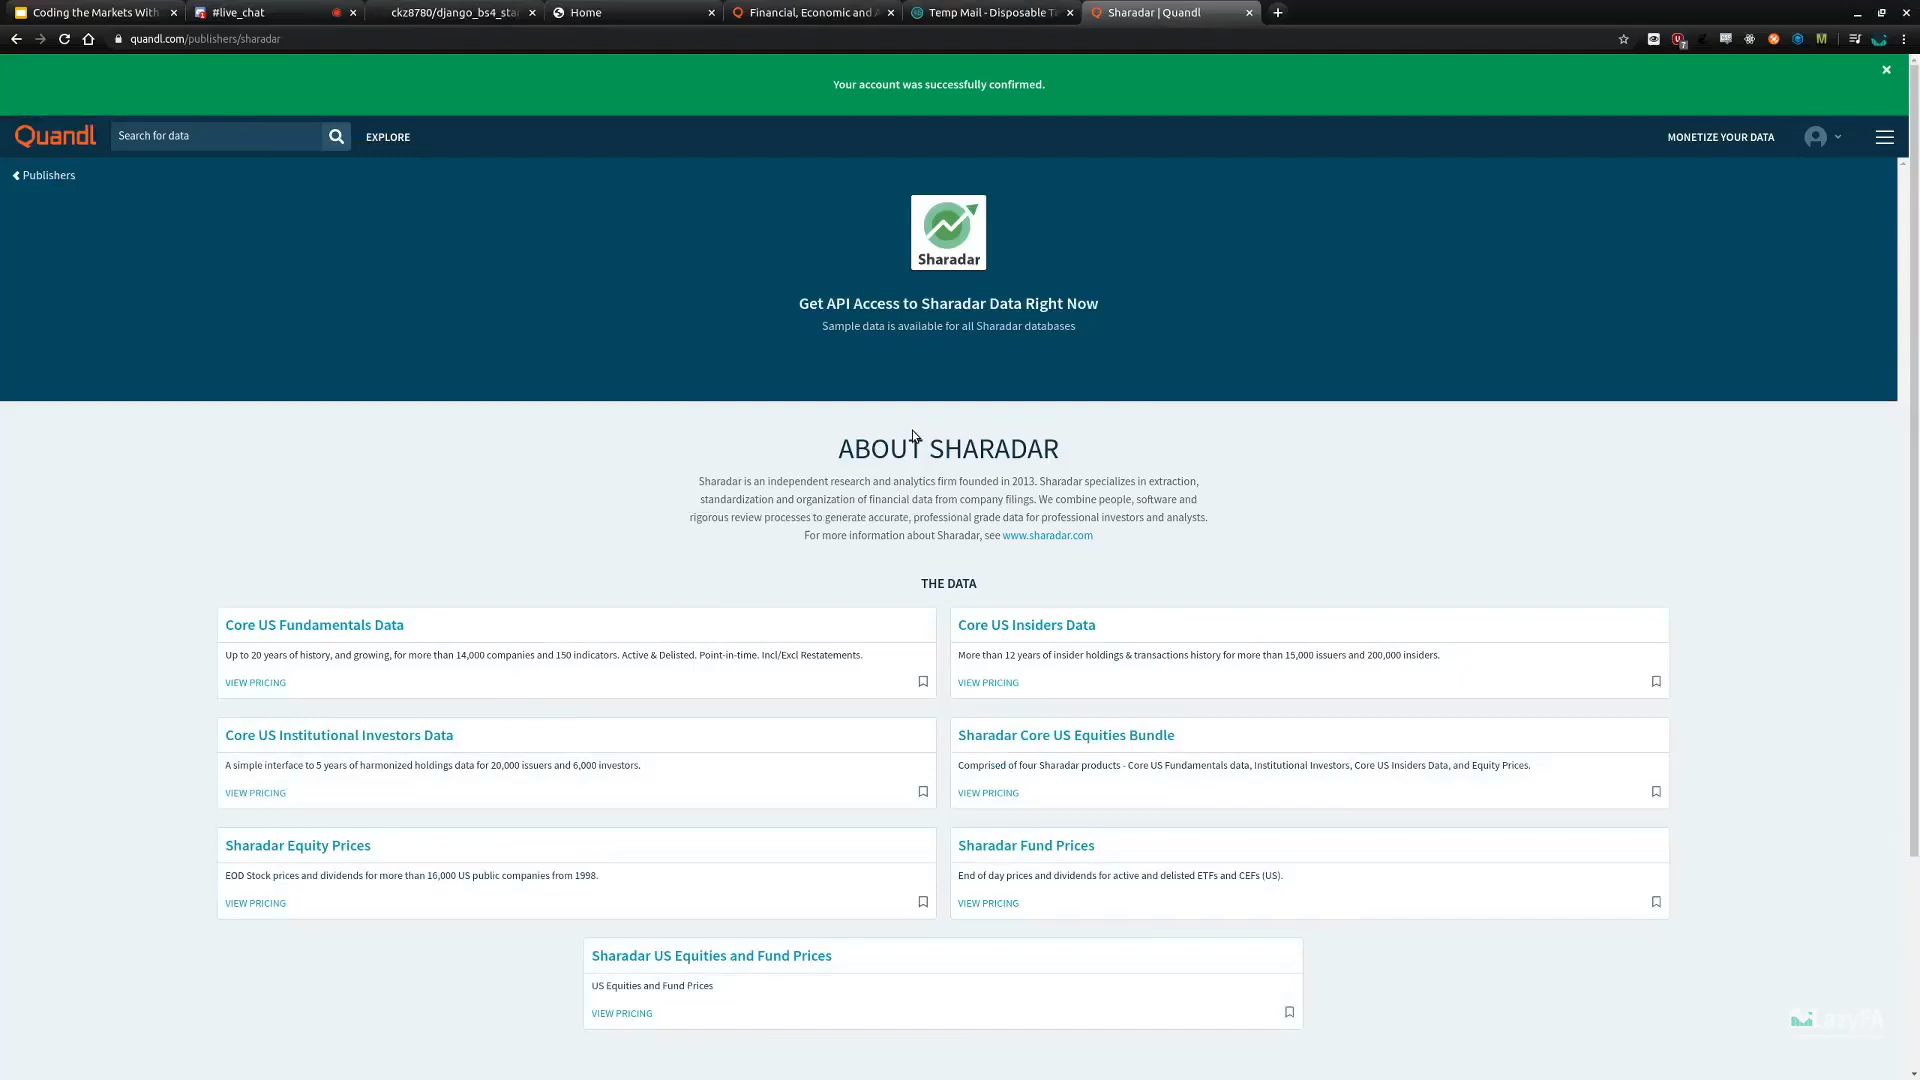 Coding the Markets With
#live_chat
ckz8780/django_bs4_sta
Home
Financial, Economic and A
Temp Mail - Disposable Te
Sharadar | Quandl
quandl.com/publishers/sharadar
Your account was successfully confirmed.
Quandl
Search for data
EXPLORE
MONETIZE YOUR DATA
Publishers
Sharadar
Get API Access to Sharadar Data Right Now
Sample data is available for all Sharadar databases
ABOUT SHARADAR
Sharadar is an independent research and analytics firm founded in 2013. Sharadar specializes in extraction,
standardization and organization of financial data from company filings. We combine people, software and
rigorous review processes to generate accurate, professional grade data for professional investors and analysts.
For more information about Sharadar, see www.sharadar.com
THE DATA
Core US Fundamentals Data
Up to 20 years of history, and growing, for more than 14,000 companies and 150 indicators. Active & Delisted. Point-in-time. Incl/Excl Restatements.
VIEW PRICING
Core US Insiders Data
More than 12 years of insider holdings & transactions history for more than 15,000 issuers and 200,000 insiders.
VIEW PRICING
Core US Institutional Investors Data
A simple interface to 5 years of harmonized holdings data for 20,000 issuers and 6,000 investors.
VIEW PRICING
Sharadar Core US Equities Bundle
Comprised of four Sharadar products - Core US Fundamentals data, Institutional Investors, Core US Insiders Data, and Equity Prices.
VIEW PRICING
Sharadar Equity Prices
EOD Stock prices and dividends for more than 16,000 US public companies from 1998.
VIEW PRICING
Sharadar Fund Prices
End of day prices and dividends for active and delisted ETFs and CEFs (US).
VIEW PRICING
Sharadar US Equities and Fund Prices
US Equities and Fund Prices
VIEW PRICING
LazyFA